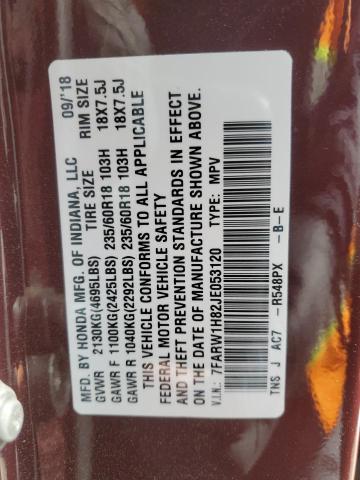 MFD. BY HONDA MFG. OF INDIANA, LLC 09/'18
TIRE SIZE RIM SIZE
GVWR 2130KG(4695LBS)
GAWR F 1100KG(2425LBS) 235/60R18 103H 18X7.5J
GAWR R 1040KG(2292LBS) 235/60R18 103H 18X7.5J
THIS VEHICLE CONFORMS TO ALL APPLICABLE
FEDERAL MOTOR VEHICLE SAFETY
AND THEFT PREVENTION STANDARDS IN EFFECT
ON THE DATE OF MANUFACTURE SHOWN ABOVE.
V.I.N.: 7FARW1H82JE053120 TYPE: MPV
TNS J AC7 -R548PX -B-E